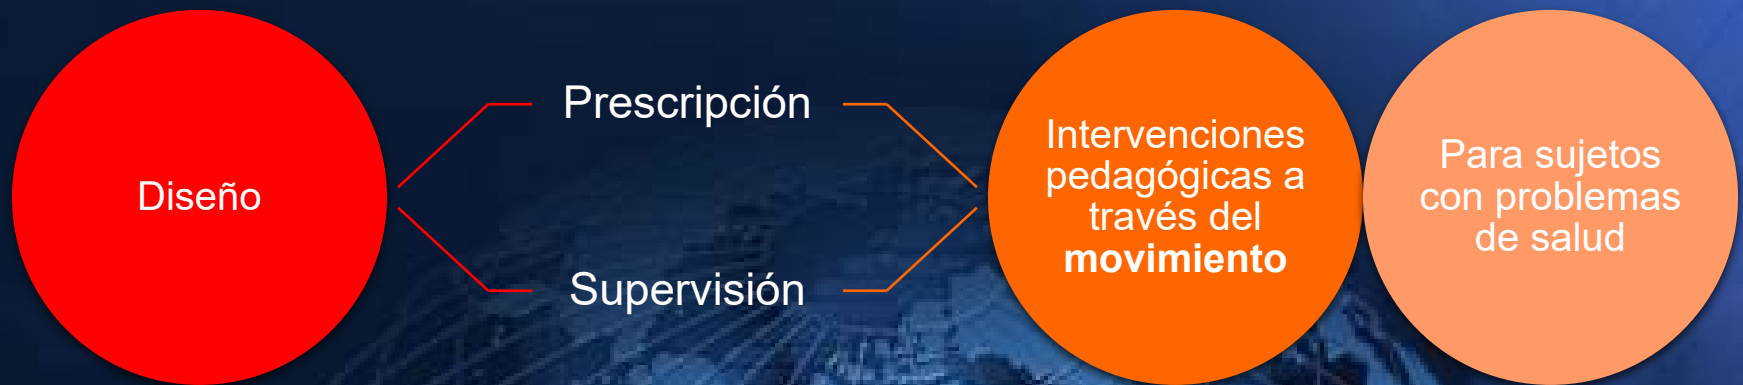 Diseño
Prescripción
Supervisión
Intervenciones
pedagógicas a
través del
movimiento
Para sujetos
con problemas
de salud